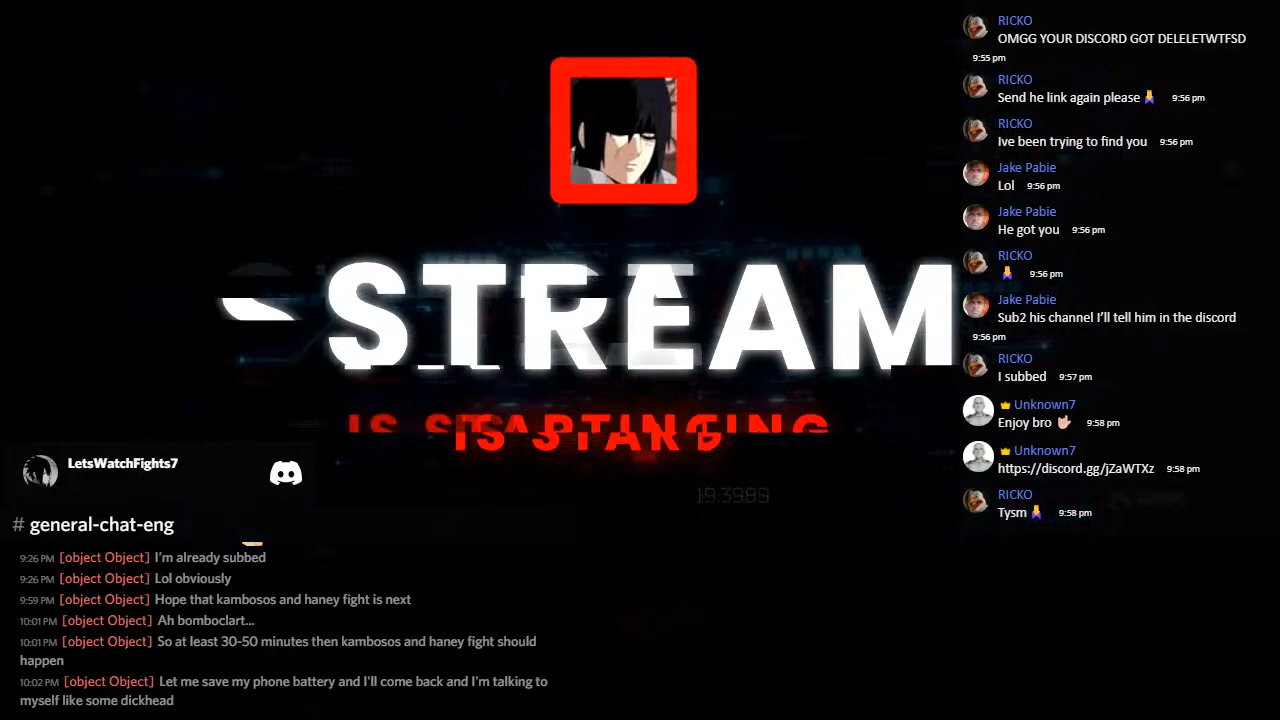 STREAM
IS STARTING
LetsWatchFights7
# general-chat-eng
9:26 PM [object Object] I'm already subbed
9:26 PM [object Object] Lol obviously
9:59 PM [object Object] Hope that kambosos and haney fight is next
10:01 PM [object Object] Ah bomboclart...
10:01 PM [object Object] So at least 30-50 minutes then kambosos and haney fight should
happen
10:02 PM [object Object] Let me save my phone battery and I'll come back and I'm talking to
myself like some dickhead
RICKO
OMGG YOUR DISCORD GOT DELELETWTFSD
9:55 pm
RICKO
Send he link again please 9:56 pm
RICKO
Ive been trying to find you 9:56 pm
Jake Pabie
Lol 9:56 pm
Jake Pabie
He got you 9:56 pm
RICKO
9:56 pm
Jake Pabie
Sub2 his channel I'll tell him in the discord
9:56 pm
RICKO
I subbed 9:57 pm
Unknown7
Enjoy bro 9:58 pm
Unknown7
https://discord.gg/jZaWTXz 9:58 pm
RICKO
Tysm 9:58 pm